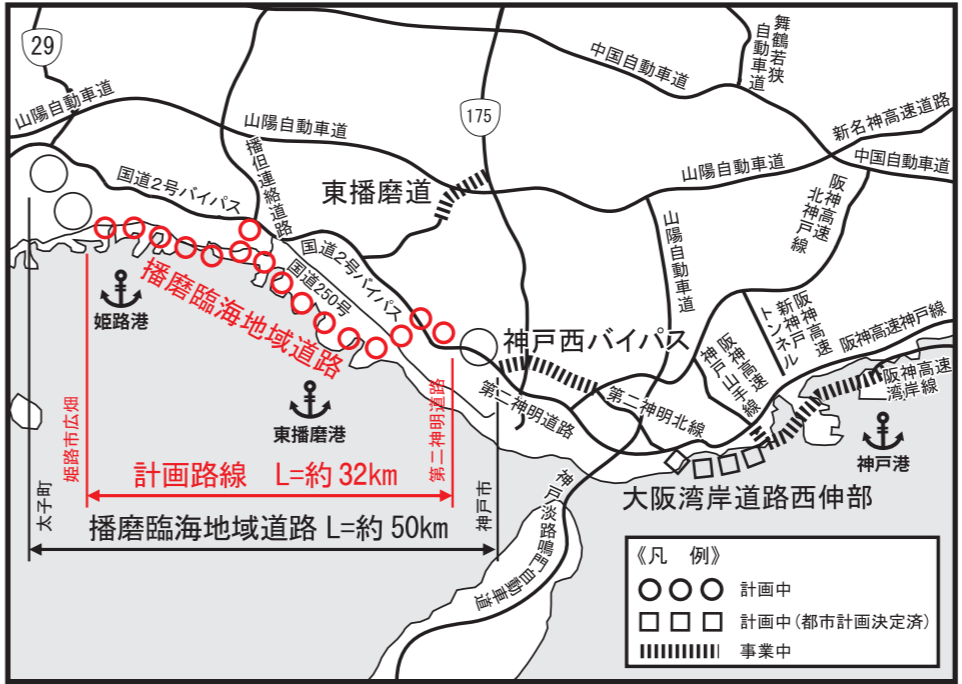 29
舞鶴若狭
自動車道
中国自動車道
山陽自動車道
山陽自動車道
175
新名神高速道路
中国自動車道
山陽自動車道
播但連絡道路
東播磨道
国道2号バイパス
阪神高速
北神戸線
山陽自動車道
国道2号バイパス
国道250号
播磨臨海地域道路
姫路港
神戸西バイパス
阪神高速
新神戸
トンネル
阪神高速神戸線
阪神高速
神戸山手線
阪神高速
湾岸線
第二神明道路
第二神明北線
東播磨港
神戸港
姫路市広畑
第二神明道路
計画路線 L=約32km
太子町
神戸市
播磨臨海地域道路 L=約50km
大阪湾岸道路西伸部
神戸淡路鳴門自動車道
《凡 例》
計画中
計画中(都市計画決定済)
事業中